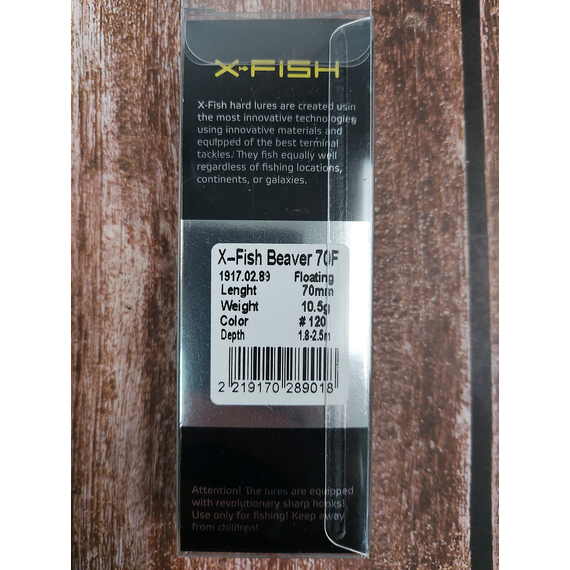 X-FISH
X-Fish hard lures are created usin
the most innovative technologies
using innovative materials and
equipped of the best terminal
tackles. They fish equally well
regardless of fishing locations,
continents, or galaxies.
X-Fish Beaver 70F
1917.02.89 Floating
Lenght 70mm
Weight 10.5g
Color # 120
Depth 1.8-2.5m
2 219170 289018
Attention! The lures are equipped
with revolutionary sharp hooks!
Use only for fishing! Keep away
from children!